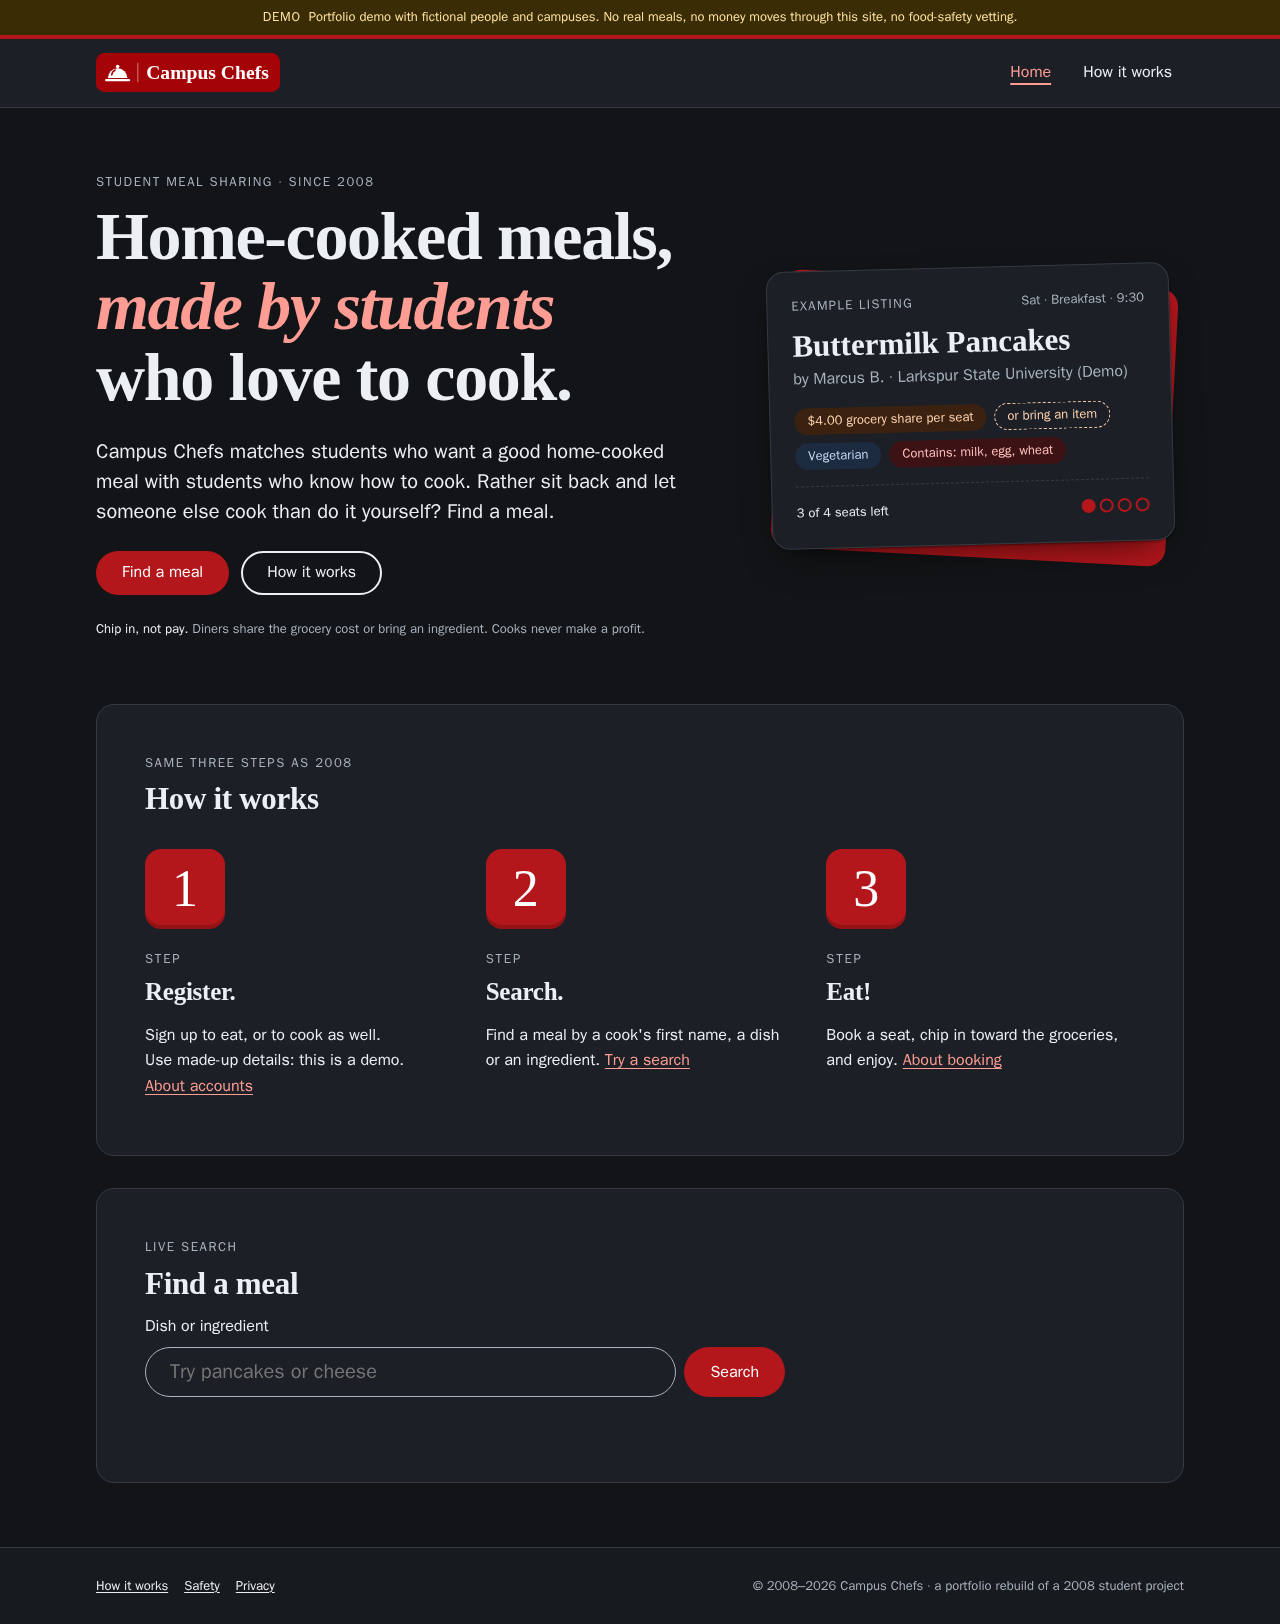 DEMO Portfolio demo with fictional people and campuses. No real meals, no money moves through this site, no food-safety vetting.
Campus Chefs
Home
How it works
STUDENT MEAL SHARING · SINCE 2008
Home-cooked meals,
made by students
who love to cook.
Campus Chefs matches students who want a good home-cooked
meal with students who know how to cook. Rather sit back and let
someone else cook than do it yourself? Find a meal.
Find a meal
How it works
Chip in, not pay. Diners share the grocery cost or bring an ingredient. Cooks never make a profit.
EXAMPLE LISTING
Sat · Breakfast · 9:30
Buttermilk Pancakes
by Marcus B. · Larkspur State University (Demo)
$4.00 grocery share per seat
or bring an item
Vegetarian
Contains: milk, egg, wheat
3 of 4 seats left
SAME THREE STEPS AS 2008
How it works
1
STEP
Register.
Sign up to eat, or to cook as well.
Use made-up details: this is a demo.
About accounts
2
STEP
Search.
Find a meal by a cook's first name, a dish
or an ingredient. Try a search
3
STEP
Eat!
Book a seat, chip in toward the groceries,
and enjoy. About booking
LIVE SEARCH
Find a meal
Dish or ingredient
Try pancakes or cheese
Search
How it works
Safety
Privacy
© 2008–2026 Campus Chefs · a portfolio rebuild of a 2008 student project